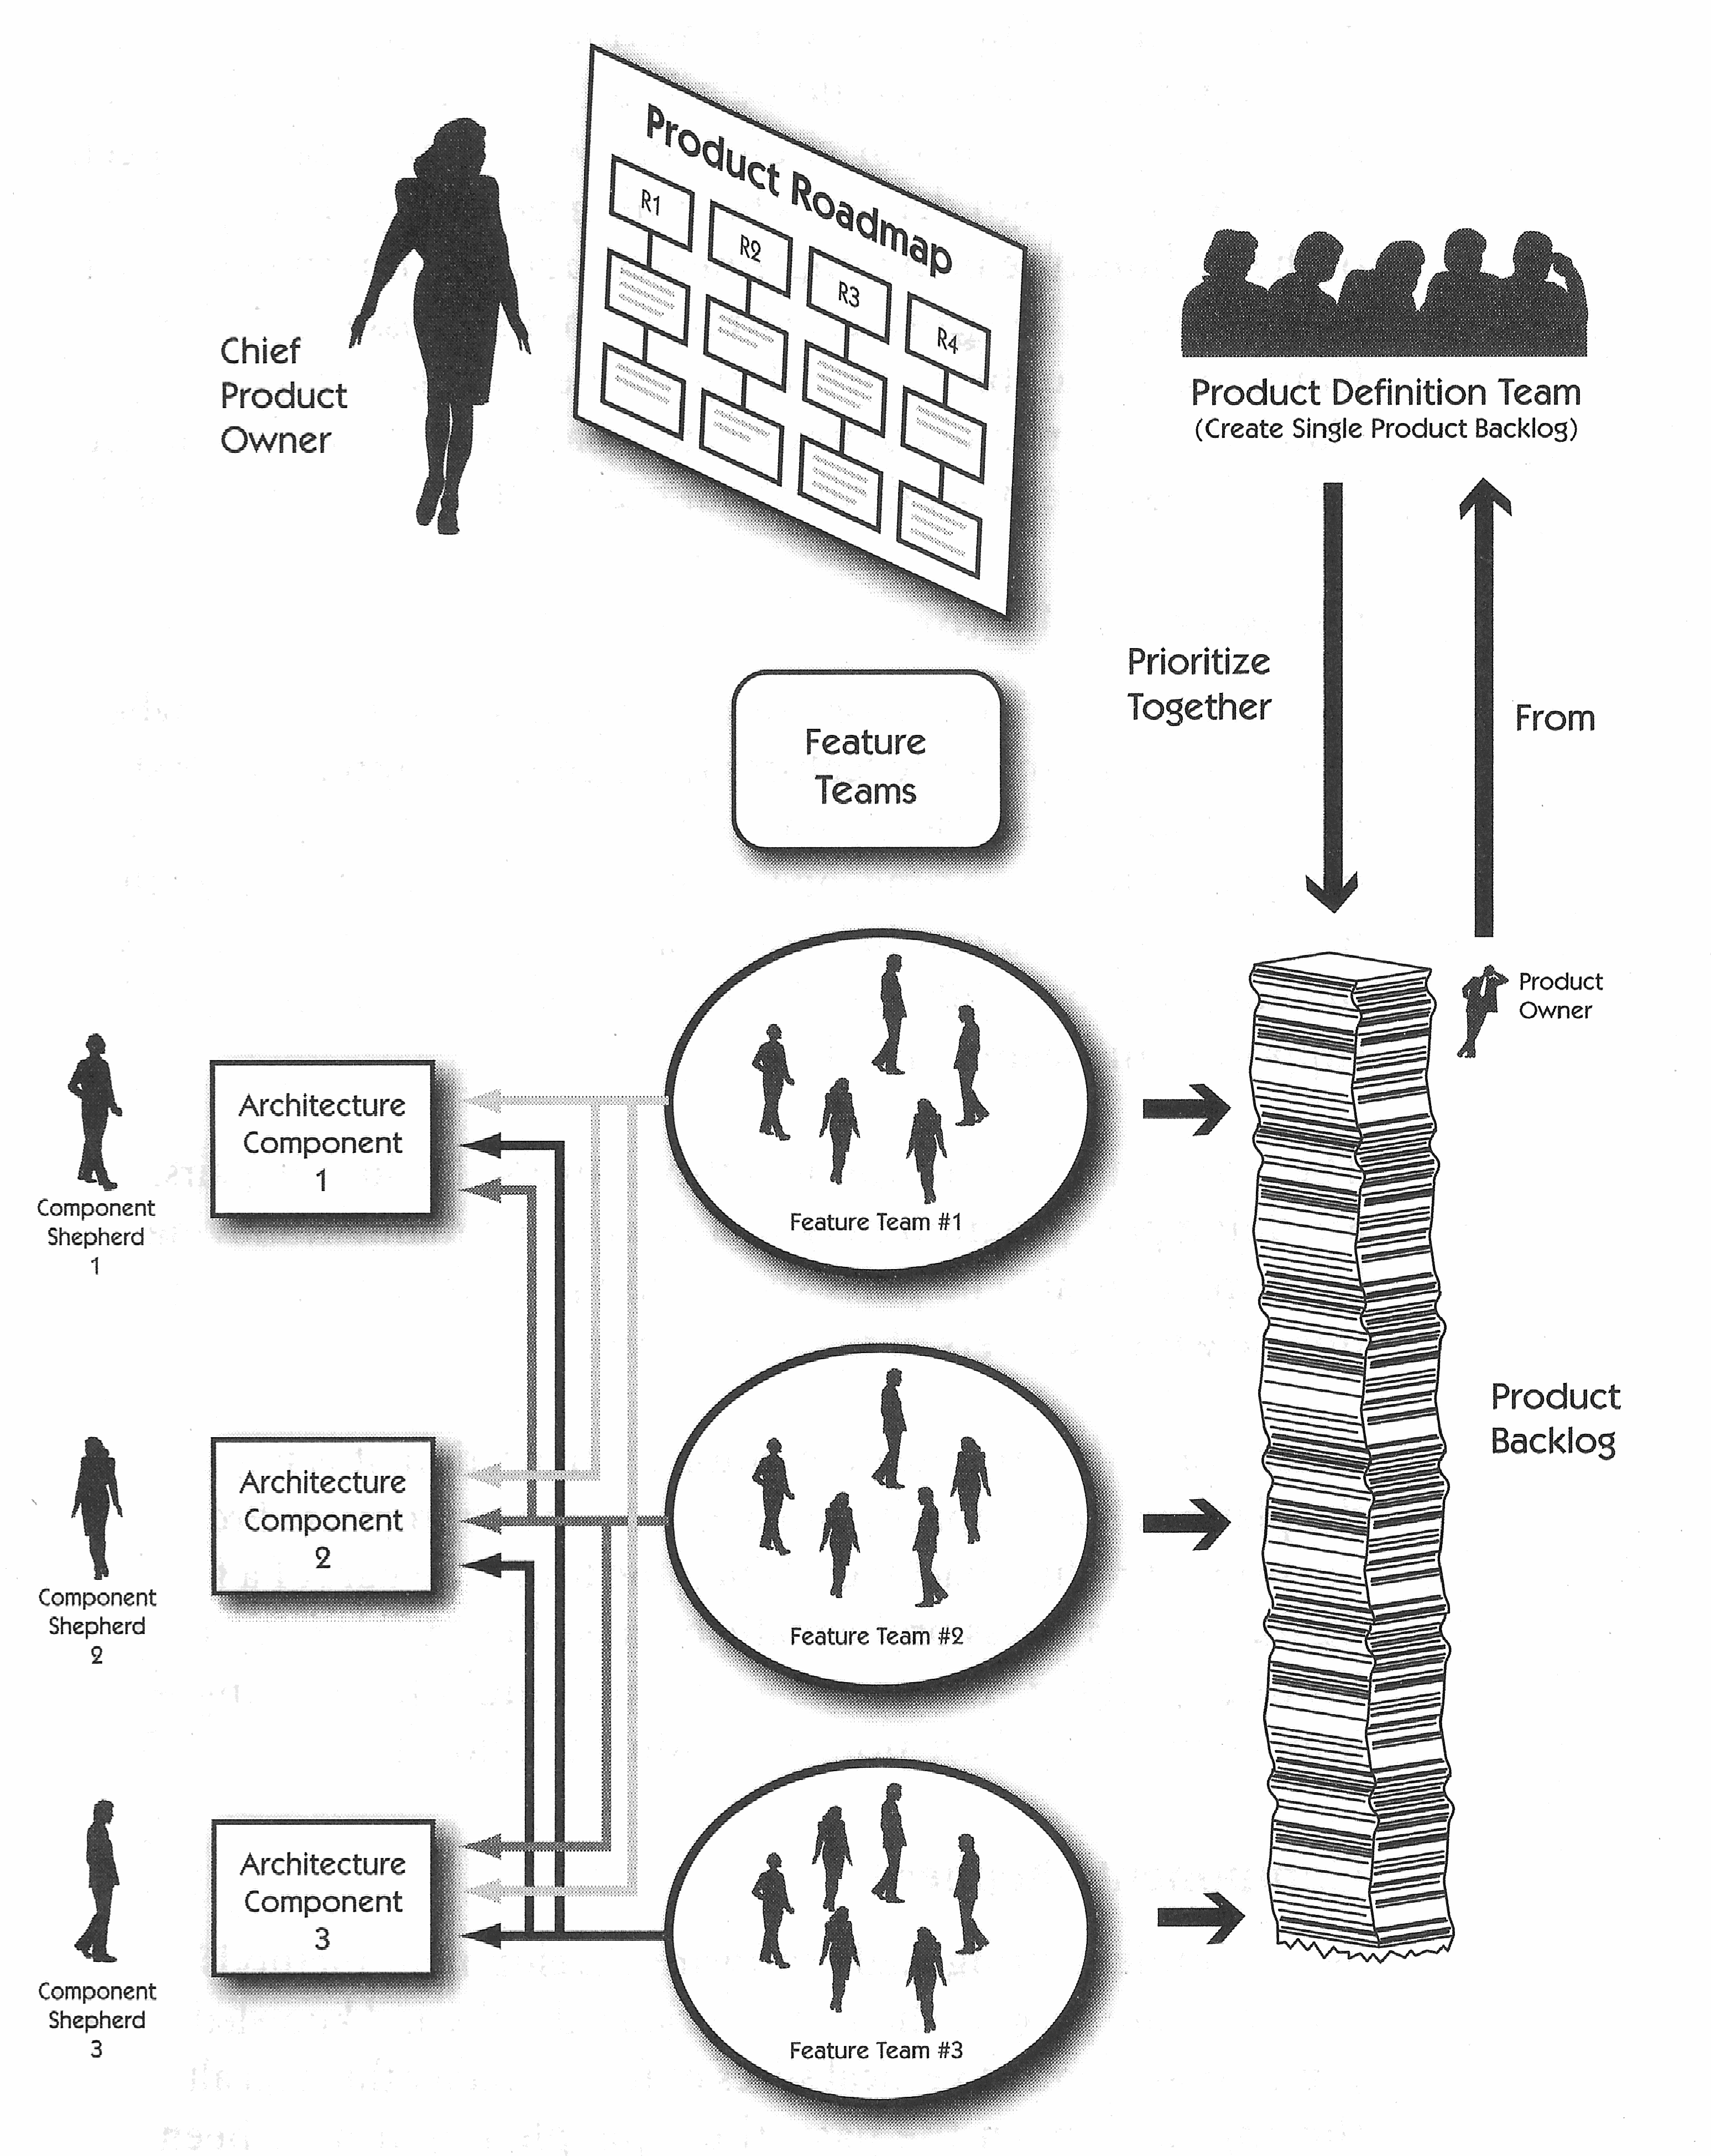 Product Roadmap
R1
R2
R3
R4
Chief
Product
Owner
Product Definition Team
(Create Single Product Backlog)
Prioritize
Together
From
Feature
Teams
Product
Owner
Architecture
Component
1
Component
Shepherd
1
Feature Team #1
Product
Backlog
Architecture
Component
2
Component
Shepherd
2
Feature Team #2
Architecture
Component
3
Component
Shepherd
3
Feature Team #3